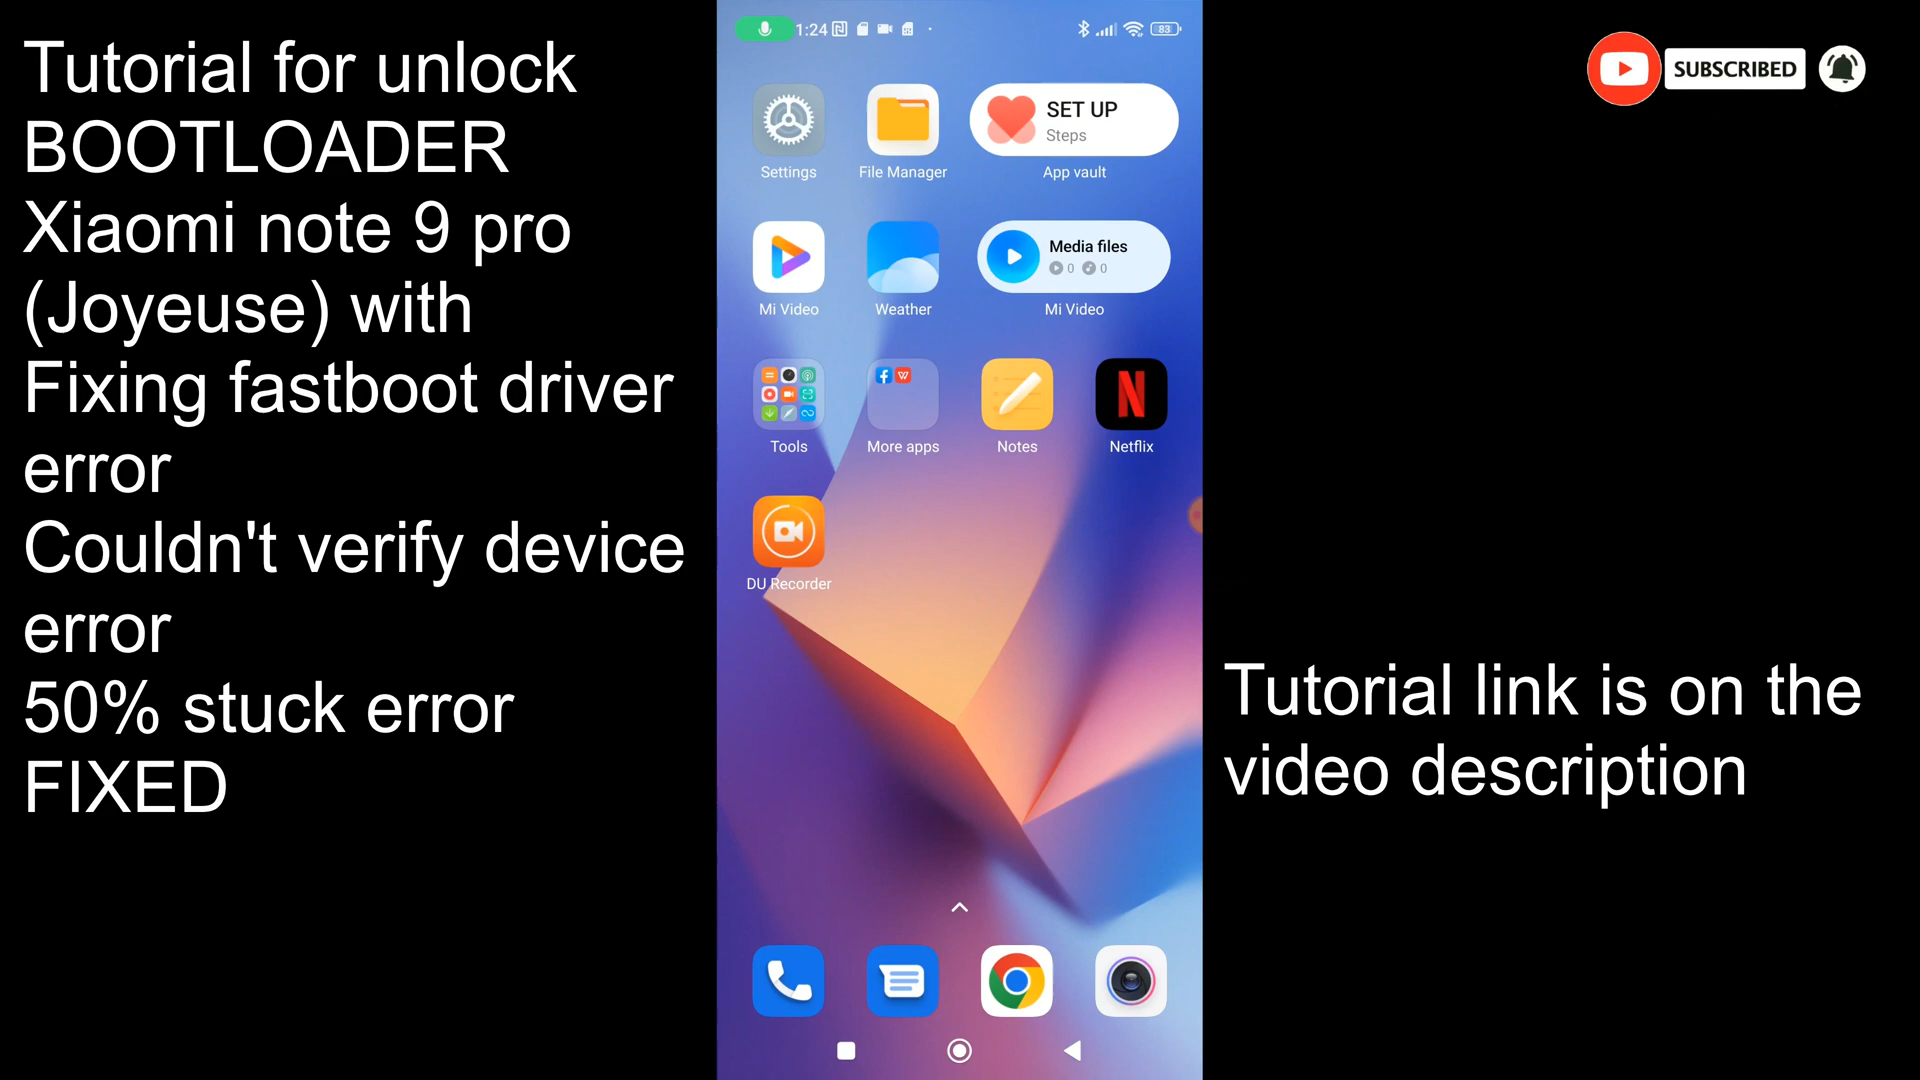 Tutorial for unlock
BOOTLOADER
Xiaomi note 9 pro
(Joyeuse) with
Fixing fastboot driver
error
Couldn't verify device
error
50% stuck error
FIXED
1:24
83
SET UP
Steps
Settings
File Manager
App vault
Media files
0 0
Mi Video
Weather
Mi Video
Tools
More apps
Notes
Netflix
DU Recorder
SUBSCRIBED
Tutorial link is on the
video description